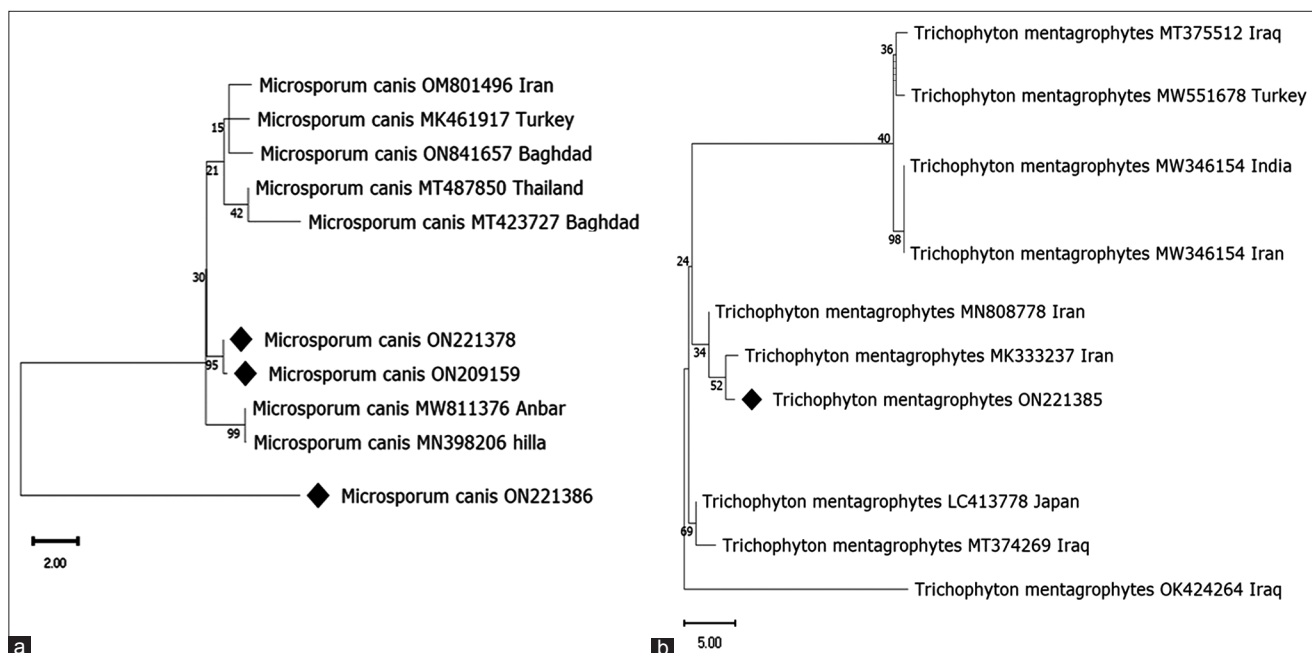 Microsporum canis OM801496 Iran
15
Microsporum canis MK461917 Turkey
Microsporum canis ON841657 Baghdad
21
Microsporum canis MT487850 Thailand
42
Microsporum canis MT423727 Baghdad
30
Microsporum canis ON221378
95
Microsporum canis ON209159
Microsporum canis MW811376 Anbar
99
Microsporum canis MN398206 hilla
Microsporum canis ON221386
2.00
a
Trichophyton mentagrophytes MT375512 Iraq
36
Trichophyton mentagrophytes MW551678 Turkey
40
Trichophyton mentagrophytes MW346154 India
98
Trichophyton mentagrophytes MW346154 Iran
24
Trichophyton mentagrophytes MN808778 Iran
34
Trichophyton mentagrophytes MK333237 Iran
52
Trichophyton mentagrophytes ON221385
Trichophyton mentagrophytes LC413778 Japan
69
Trichophyton mentagrophytes MT374269 Iraq
Trichophyton mentagrophytes OK424264 Iraq
5.00
b